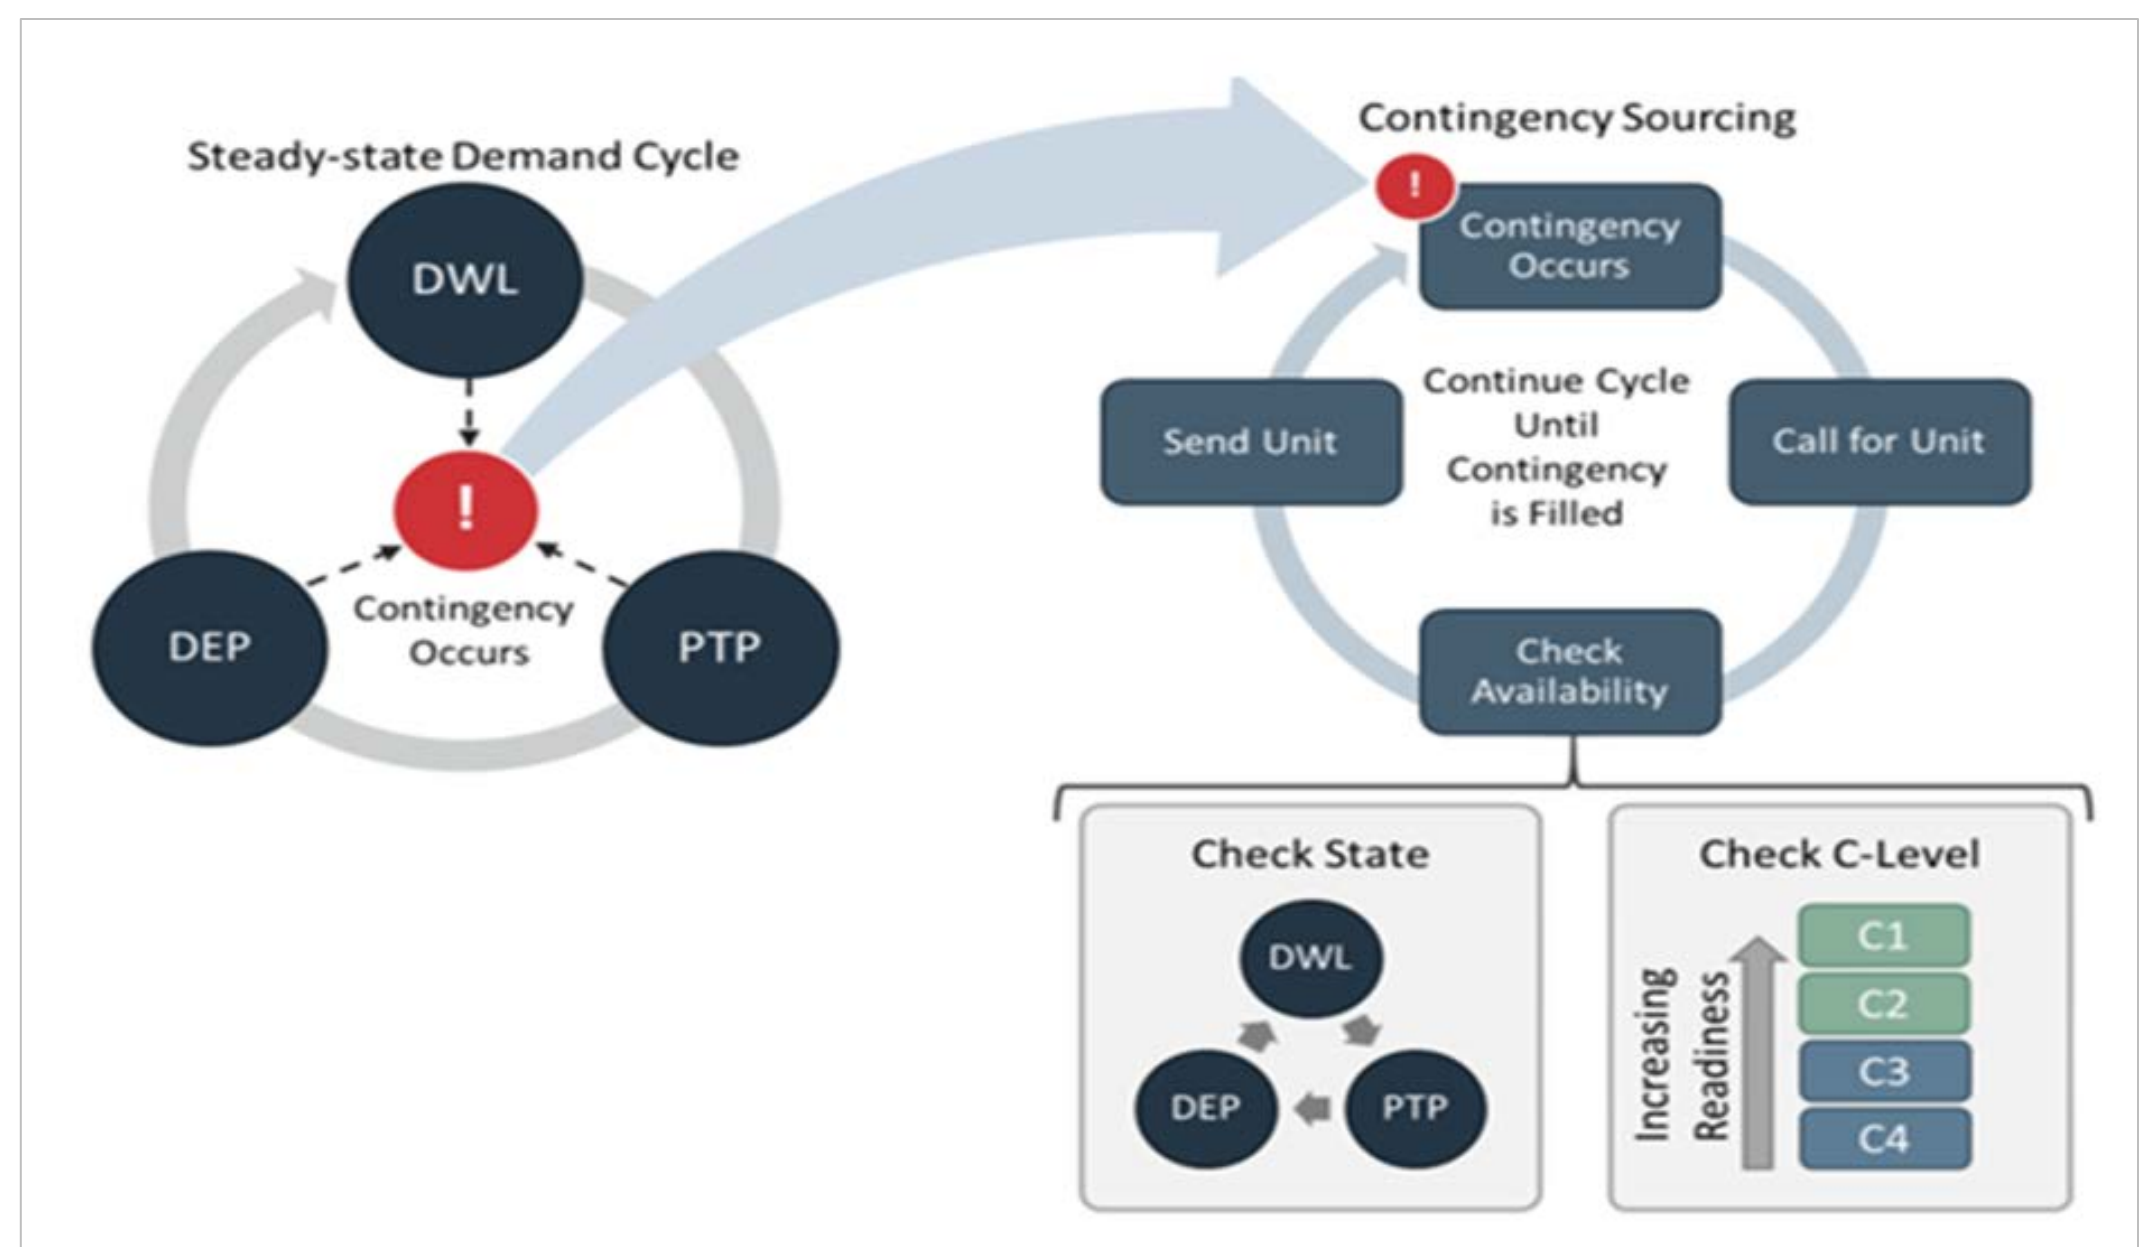 Steady-state Demand Cycle
DWL
!
Contingency
Occurs
DEP
PTP
Contingency Sourcing
!
Contingency
Occurs
Call for Unit
Check
Availability
Send Unit
Continue Cycle
Until
Contingency
is Filled
Check State
DWL
PTP
DEP
Check C-Level
Increasing
Readiness
C1
C2
C3
C4